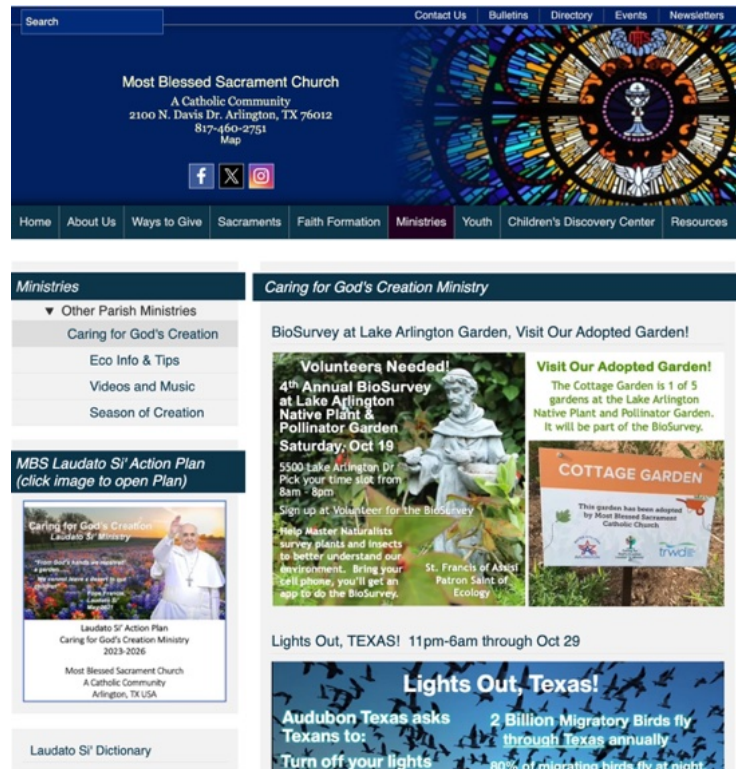 Search
Contact Us
Bulletins
Directory
Events
Newsletters
Most Blessed Sacrament Church
A Catholic Community
2100 N. Davis Dr. Arlington, TX 76012
817-460-2751
Map
Home
About Us
Ways to Give
Sacraments
Faith Formation
Ministries
Youth
Children's Discovery Center
Resources
Ministries
▼ Other Parish Ministries
Caring for God's Creation
Eco Info & Tips
Videos and Music
Season of Creation
MBS Laudato Si' Action Plan
(click image to open Plan)
Caring for God's Creation
Laudato Si' Ministry
a garden.
Pope Francis
Laudato Si' Action Plan
Caring for God's Creation Ministry
2023-2026
Most Blessed Sacrament Church
A Catholic Community
Arlington, TX USA
Laudato Si' Dictionary
Caring for God's Creation Ministry
BioSurvey at Lake Arlington Garden, Visit Our Adopted Garden!
Volunteers Needed!
4th Annual BioSurvey
at Lake Arlington
Native Plant &
Pollinator Garden
Saturday, Oct 19
5500 Lake Arlington Dr
Pick your time slot from
8am - 8pm
Sign up at Volunteer for the BioSurvey
Help Master Naturalists
survey plants and insects
to better understand our
environment. Bring your
cell phone, you'll get an
app to do the BioSurvey.
St. Francis of Assisi
Patron Saint of
Ecology
Visit Our Adopted Garden!
The Cottage Garden is 1 of 5
gardens at the Lake Arlington
Native Plant and Pollinator Garden.
It will be part of the BioSurvey.
COTTAGE GARDEN
This garden has been adopted
by Most Blessed Sacrament
Catholic Church
trwd
Lights Out, TEXAS! 11pm-6am through Oct 29
Lights Out, Texas!
Audubon Texas asks
Texans to:
Turn off your lights
2 Billion Migratory Birds fly
through Texas annually
80% of migrating birds fly at night